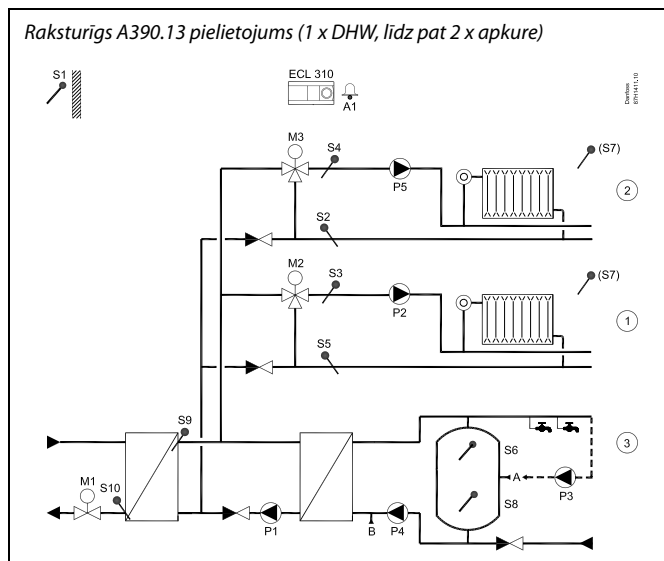 Raksturīgs A390.13 pielietojums (1 x DHW, līdz pat 2 x apkure)
S1
ECL 310
A1
Danfoss
87H1411.10
M3
S4
P5
(S7)
2
S2
M2
S3
P2
(S7)
1
S5
S9
M1
S10
P1
B
P4
S6
A
P3
S8
3